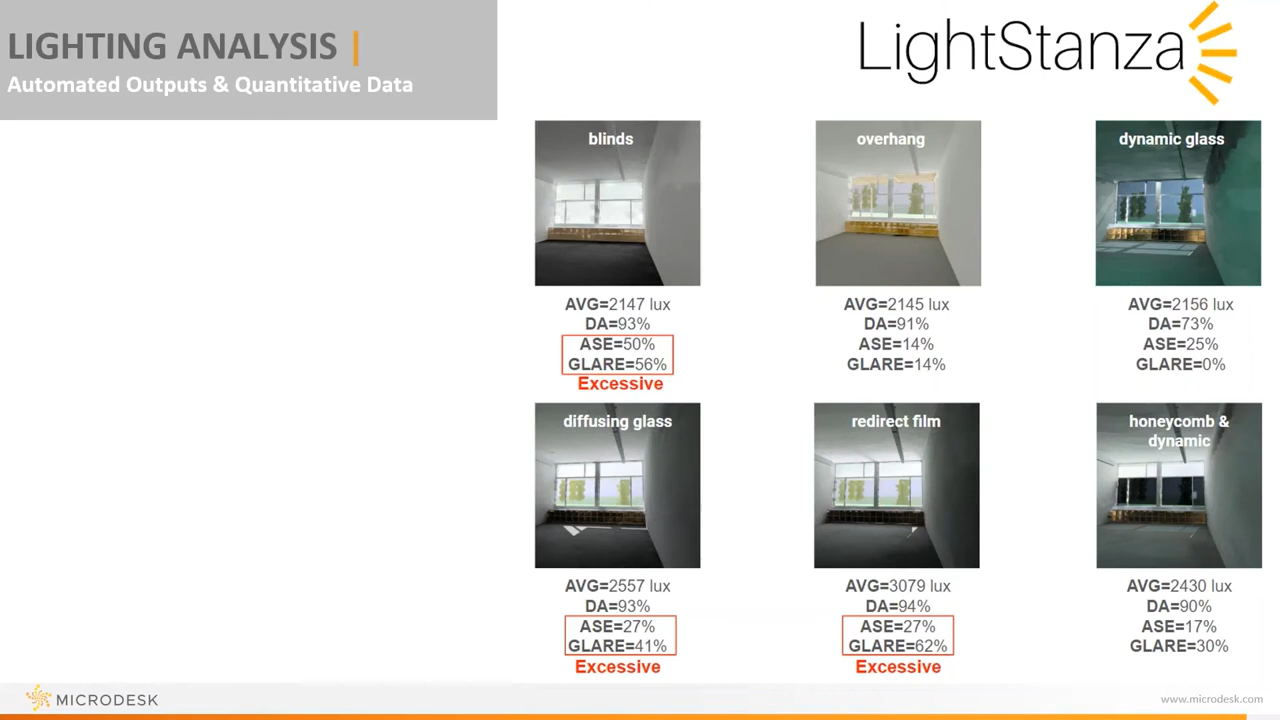 LIGHTING ANALYSIS |
Automated Outputs & Quantitative Data
LightStanza
blinds
AVG=2147 lux
DA=93%
ASE=50%
GLARE=56%
Excessive
overhang
AVG=2145 lux
DA=91%
ASE=14%
GLARE=14%
dynamic glass
AVG=2156 lux
DA=73%
ASE=25%
GLARE=0%
diffusing glass
AVG=2557 lux
DA=93%
ASE=27%
GLARE=41%
Excessive
redirect film
AVG=3079 lux
DA=94%
ASE=27%
GLARE=62%
Excessive
honeycomb &
dynamic
AVG=2430 lux
DA=90%
ASE=17%
GLARE=30%
MICRODESK
www.microdesk.com